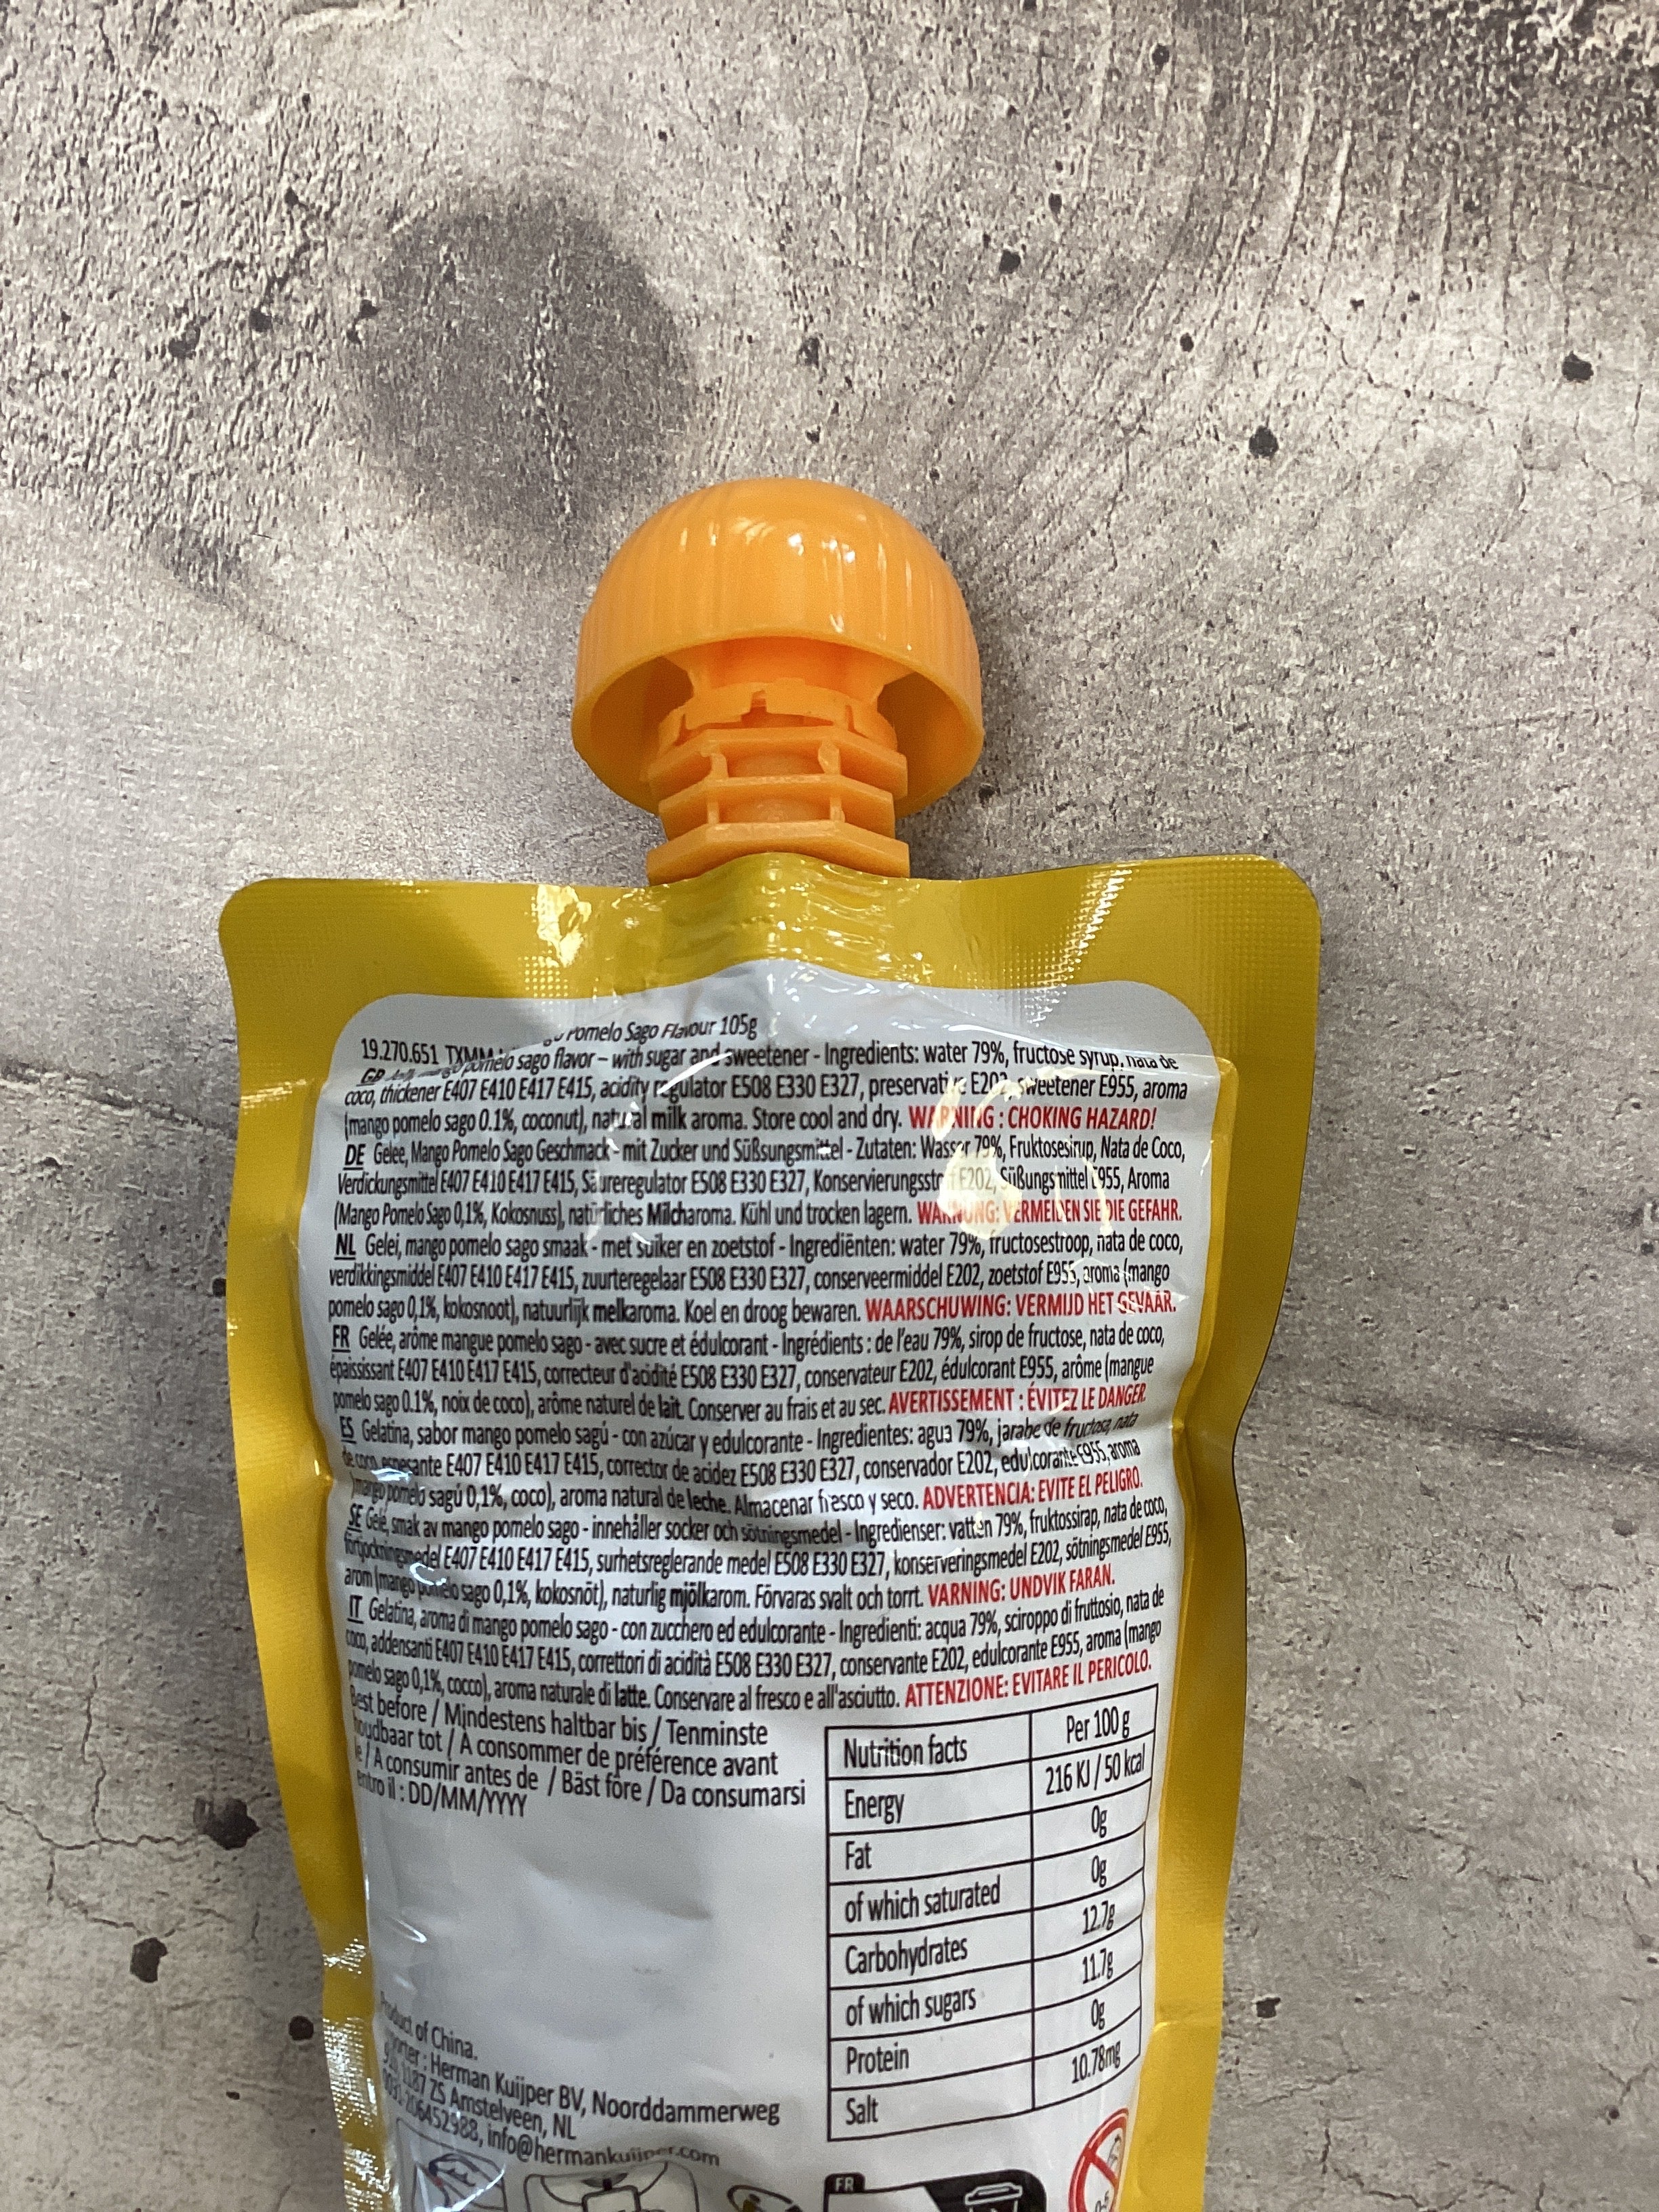 19.270.651 TXMM Pomelo Sago Flavour 105g
GB pomelo sago flavor – with sugar and sweetener - Ingredients: water 79%, fructose syrup, nata de
coco, thickener E407 E410 E417 E415, acidity regulator E508 E330 E327, preservative E202, sweetener E955, aroma
(mango pomelo sago 0.1%, coconut), natural milk aroma. Store cool and dry. WARNING : CHOKING HAZARD!
DE Gelee, Mango Pomelo Sago Geschmack - mit Zucker und Süßsungsmittel - Zutaten: Wasser 79%, Fruktosesirup, Nata de Coco,
Verdickungsmittel E407 E410 E417 E415, Säureregulator E508 E330 E327, Konservierungsstoff E202, Süßungsmittel E955, Aroma
(Mango Pomelo Sago 0,1%, Kokosnuss), natürliches Milcharoma. Kühl und trocken lagern. WARNUNG: VERMEIDEN SIE DIE GEFAHR.
NL Gelei, mango pomelo sago smaak - met suiker en zoetstof - Ingrediënten: water 79%, fructosestroop, nata de coco,
verdikkingsmiddel E407 E410 E417 E415, zuurteregelaar E508 E330 E327, conserveermiddel E202, zoetstof E955, aroma (mango
pomelo sago 0,1%, kokosnoot), natuurlijk melkaroma. Koel en droog bewaren. WAARSCHUWING: VERMIJD HET GEVAAR.
FR Gelée, arôme mangue pomelo sago - avec sucre et édulcorant - Ingrédients : de l'eau 79%, sirop de fructose, nata de coco,
épaississant E407 E410 E417 E415, correcteur d'acidité E508 E330 E327, conservateur E202, édulcorant E955, arôme (mangue
pomelo sago 0.1%, noix de coco), arôme naturel de lait. Conserver au frais et au sec. AVERTISSEMENT : ÉVITEZ LE DANGER.
ES Gelatina, sabor mango pomelo sagú - con azúcar y edulcorante - Ingredientes: agua 79%, jarabe de fructosa, nata
de coco, espesante E407 E410 E417 E415, corrector de acidez E508 E330 E327, conservador E202, edulcorante E955, aroma
(mango pomelo sagú 0,1%, coco), aroma natural de leche. Almacenar fresco y seco. ADVERTENCIA: EVITE EL PELIGRO.
SE Gelé, smak av mango pomelo sago - innehåller socker och sötningsmedel - Ingredienser: vatten 79%, fruktossirap, nata de coco,
förtjockningsmedel E407 E410 E417 E415, surhetsreglerande medel E508 E330 E327, konserveringsmedel E202, sötningsmedel E955,
arom (mango pomelo sago 0,1%, kokosnöt), naturlig mjölkarom. Förvaras svalt och torrt. VARNING: UNDVIK FARAN.
IT Gelatina, aroma di mango pomelo sago - con zucchero ed edulcorante - Ingredienti: acqua 79%, sciroppo di fruttosio, nata de
coco, addensanti E407 E410 E417 E415, correttori di acidità E508 E330 E327, conservante E202, edulcorante E955, aroma (mango
pomelo sago 0,1%, cocco), aroma naturale di latte. Conservare al fresco e all'asciutto. ATTENZIONE: EVITARE IL PERICOLO.
Best before / Mindestens haltbar bis / Tenminste
houdbaar tot / À consommer de préférence avant
le / A consumir antes de / Bäst före / Da consumarsi
entro il : DD/MM/YYYY
Nutrition facts Per 100 g
Energy 216 KJ / 50 kcal
Fat 0g
of which saturated 0g
Carbohydrates 12.7g
of which sugars 11.7g
Protein 0g
Salt 10.78mg
Product of China.
Importer : Herman Kuijper BV, Noorddammerweg
1187 ZS Amstelveen, NL
0031-206452988, info@hermankuijper.com
FR
0-5